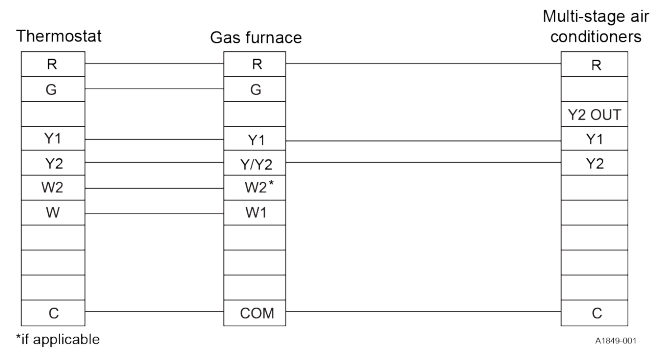 Multi-stage air
conditioners
Thermostat
Gas furnace
R R R
G G
Y2 OUT
Y1 Y1 Y1
Y2 Y/Y2 Y2
W2 W2*
W W1
C COM C
*if applicable
A1849-001